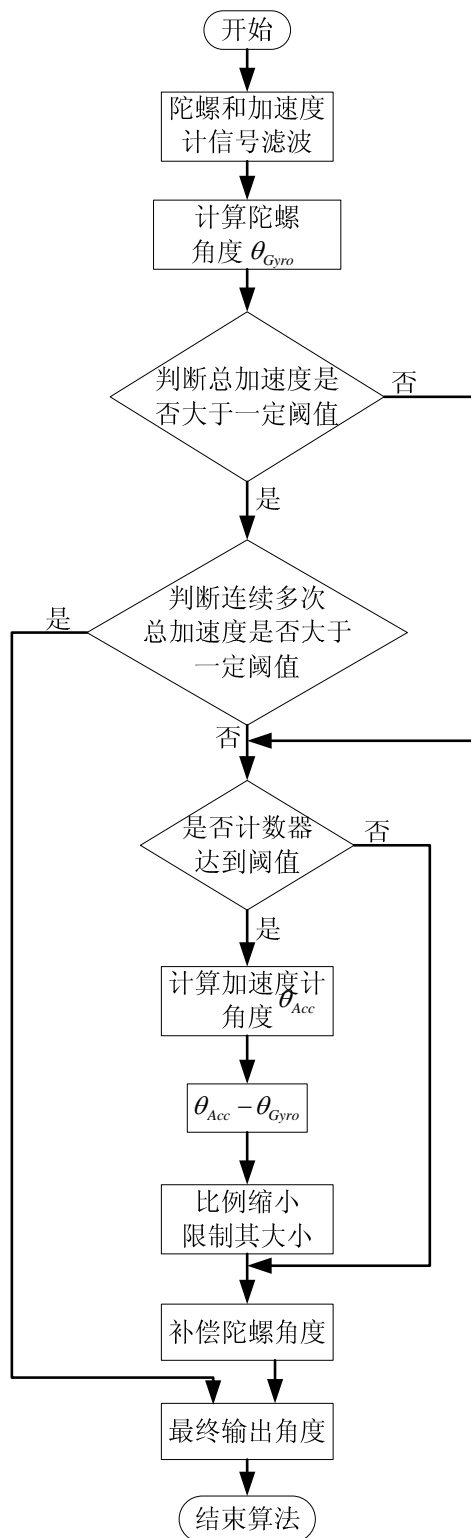 开始
陀螺和加速度
计信号滤波
计算陀螺
角度 θGyro
判断总加速度是
否大于一定阈值
否
是
判断连续多次
总加速度是否大于
一定阈值
是
否
是否计数器
达到阈值
否
是
计算加速度计
角度 θAcc
θAcc − θGyro
比例缩小
限制其大小
补偿陀螺角度
最终输出角度
结束算法